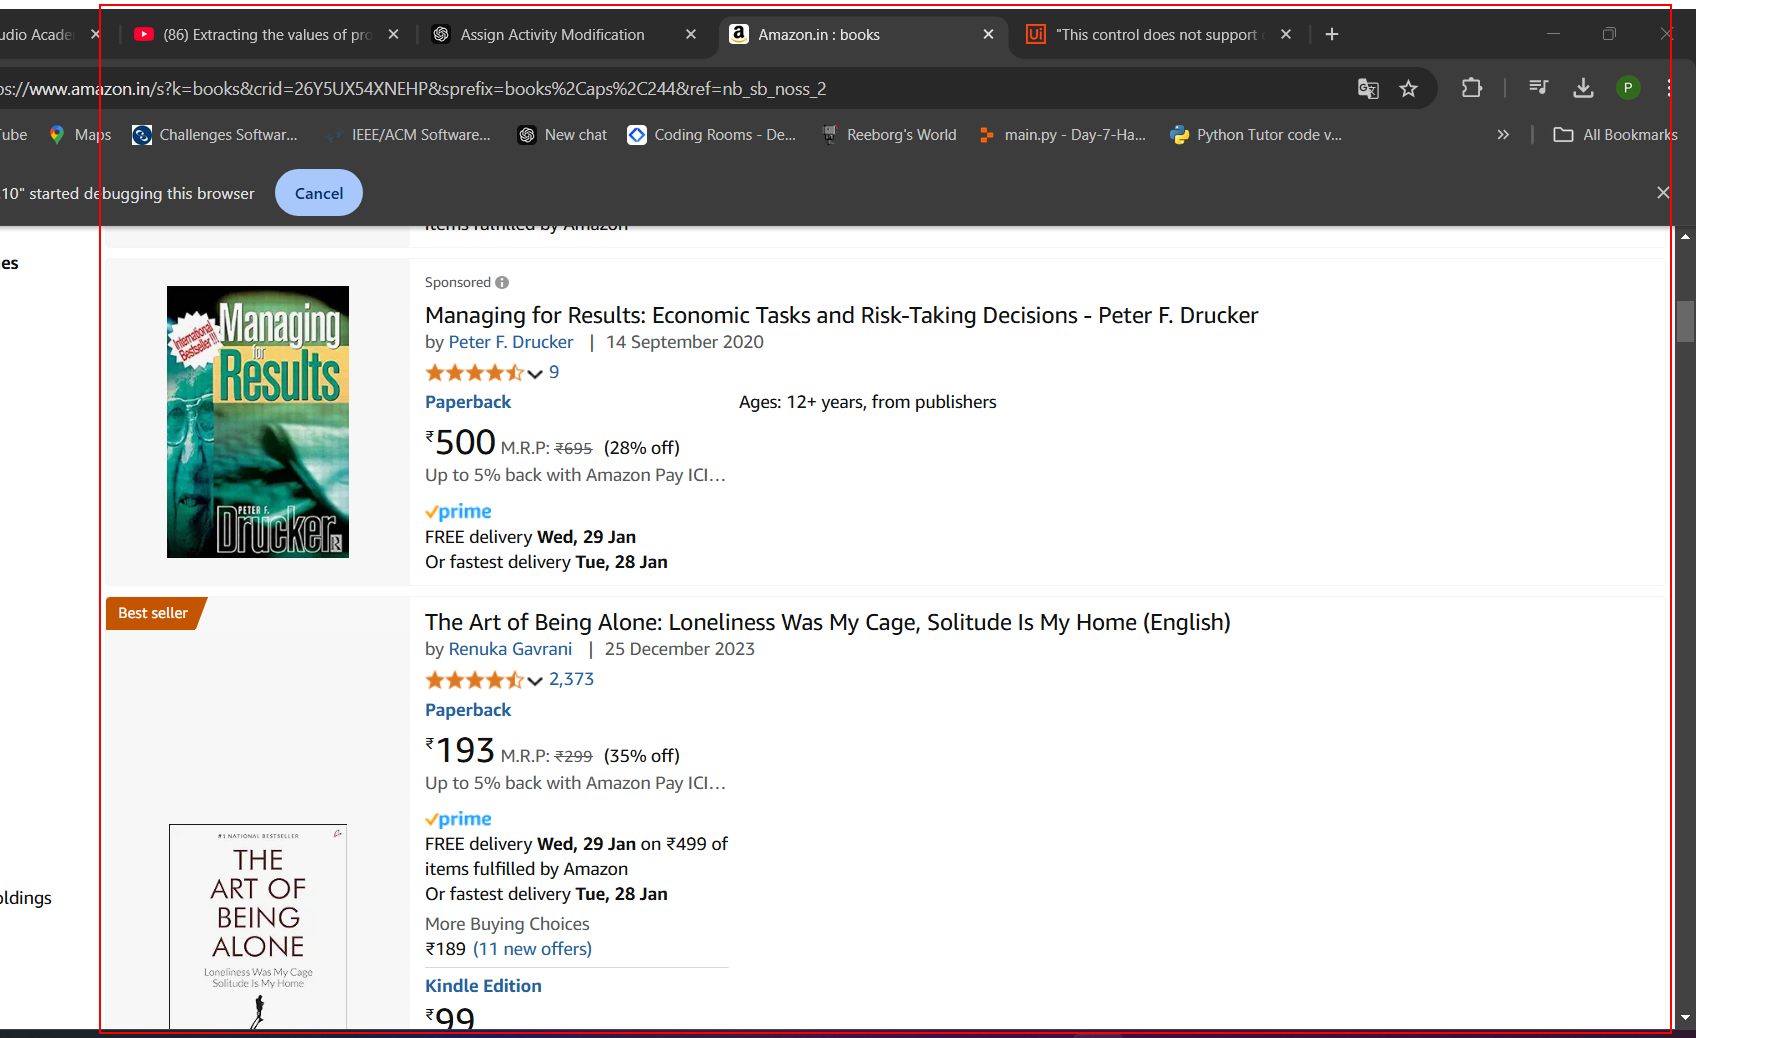 udio Acade
(86) Extracting the values of pro
Assign Activity Modification
Amazon.in : books
Ui "This control does not support
ps://www.amazon.in/s?k=books&crid=26Y5UX54XNEHP&sprefix=books%2Caps%2C244&ref=nb_sb_noss_2
P
Tube
Maps
Challenges Softwar...
IEEE/ACM Software...
New chat
Coding Rooms - De...
Reeborg's World
main.py - Day-7-Ha...
Python Tutor code v...
»
All Bookmarks
.10" started debugging this browser
Cancel
items fulfilled by Amazon
es
oldings
International Bestseller!!!
Managing
for
Results
PETER F.
Drucker
R
Sponsored
Managing for Results: Economic Tasks and Risk-Taking Decisions - Peter F. Drucker
by Peter F. Drucker | 14 September 2020
9
Paperback Ages: 12+ years, from publishers
₹500 M.R.P: ₹695 (28% off)
Up to 5% back with Amazon Pay ICI…
prime
FREE delivery Wed, 29 Jan
Or fastest delivery Tue, 28 Jan
Best seller
#1 NATIONAL BESTSELLER
THE
ART OF
BEING
ALONE
Loneliness Was My Cage
Solitude Is My Home
The Art of Being Alone: Loneliness Was My Cage, Solitude Is My Home (English)
by Renuka Gavrani | 25 December 2023
2,373
Paperback
₹193 M.R.P: ₹299 (35% off)
Up to 5% back with Amazon Pay ICI…
prime
FREE delivery Wed, 29 Jan on ₹499 of
items fulfilled by Amazon
Or fastest delivery Tue, 28 Jan
More Buying Choices
₹189 (11 new offers)
Kindle Edition
₹99